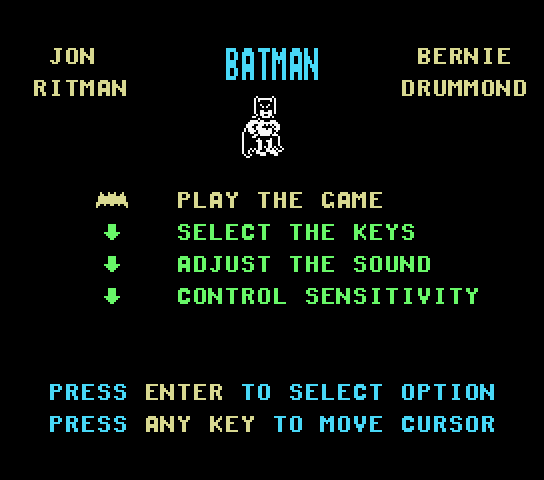 JON BATMAN BERNIE
RITMAN DRUMMOND
PLAY THE GAME
SELECT THE KEYS
ADJUST THE SOUND
CONTROL SENSITIVITY
PRESS ENTER TO SELECT OPTION
PRESS ANY KEY TO MOVE CURSOR